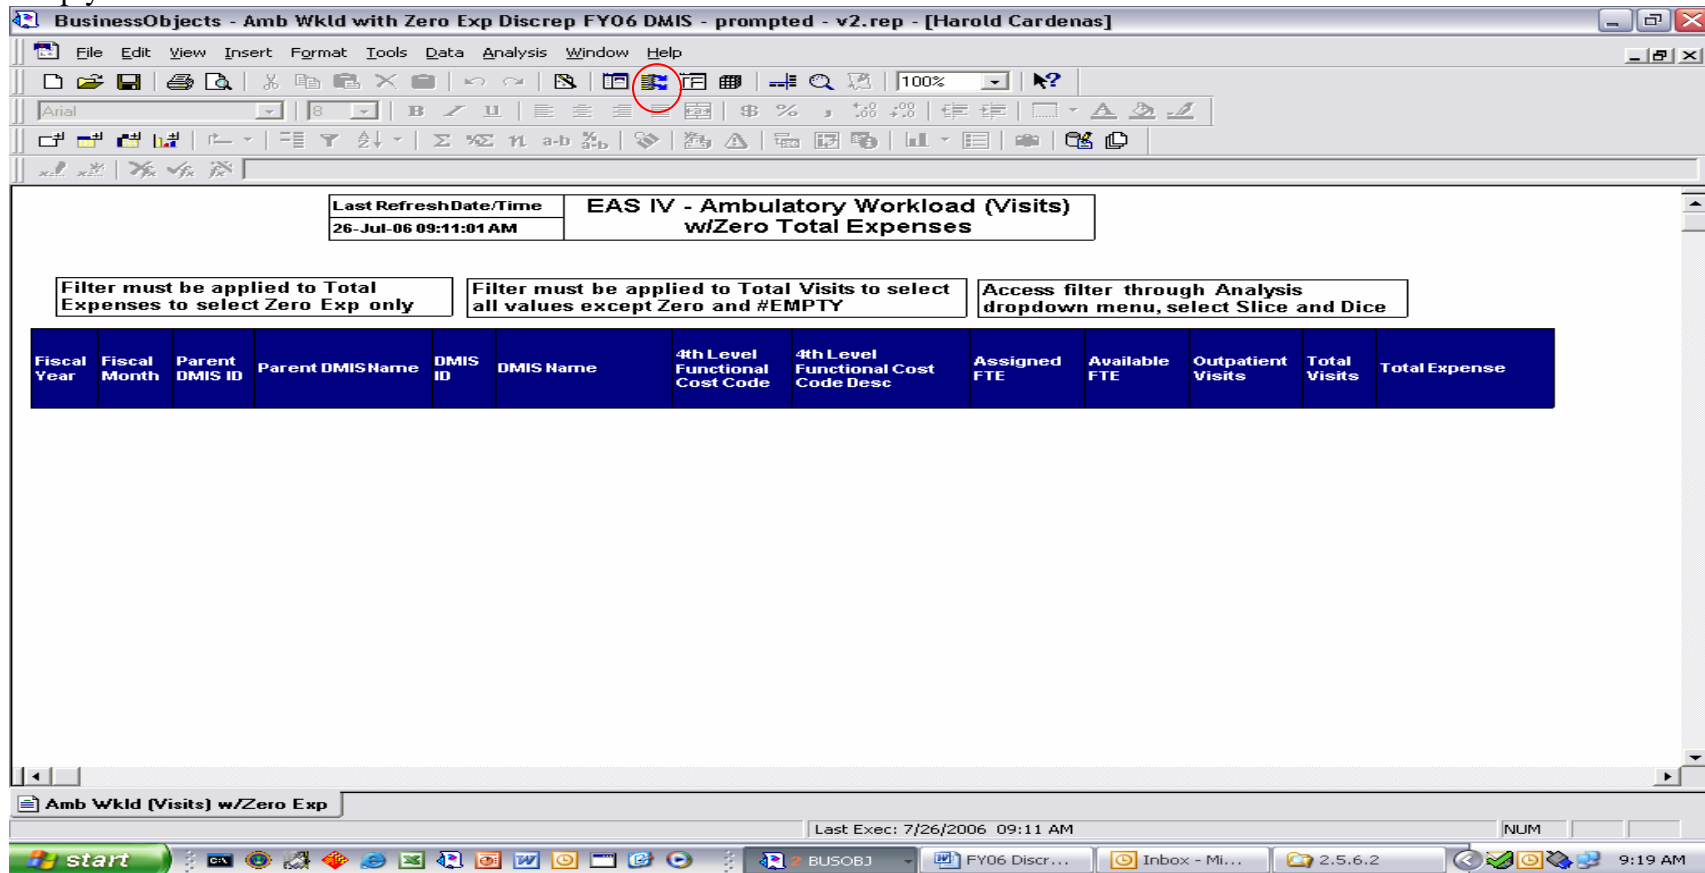 BusinessObjects - Amb Wkld with Zero Exp Discrep FY06 DMIS - prompted - v2.rep - [Harold Cardenas]
File Edit View Insert Format Tools Data Analysis Window Help
100%
Arial 8 B U $ %
Last Refresh Date/Time
26-Jul-06 09:11:01 AM
EAS IV - Ambulatory Workload (Visits)
w/Zero Total Expenses
Filter must be applied to Total
Expenses to select Zero Exp only
Filter must be applied to Total Visits to select
all values except Zero and #EMPTY
Access filter through Analysis
dropdown menu, select Slice and Dice
Fiscal
Year
Fiscal
Month
Parent
DMIS ID
Parent DMIS Name
DMIS
ID
DMIS Name
4th Level
Functional
Cost Code
4th Level
Functional Cost
Code Desc
Assigned
FTE
Available
FTE
Outpatient
Visits
Total
Visits
Total Expense
Amb Wkld (Visits) w/Zero Exp
Last Exec: 7/26/2006 09:11 AM
NUM
start
2 BUSOBJ
FY06 Discr...
Inbox - Mi...
2.5.6.2
9:19 AM